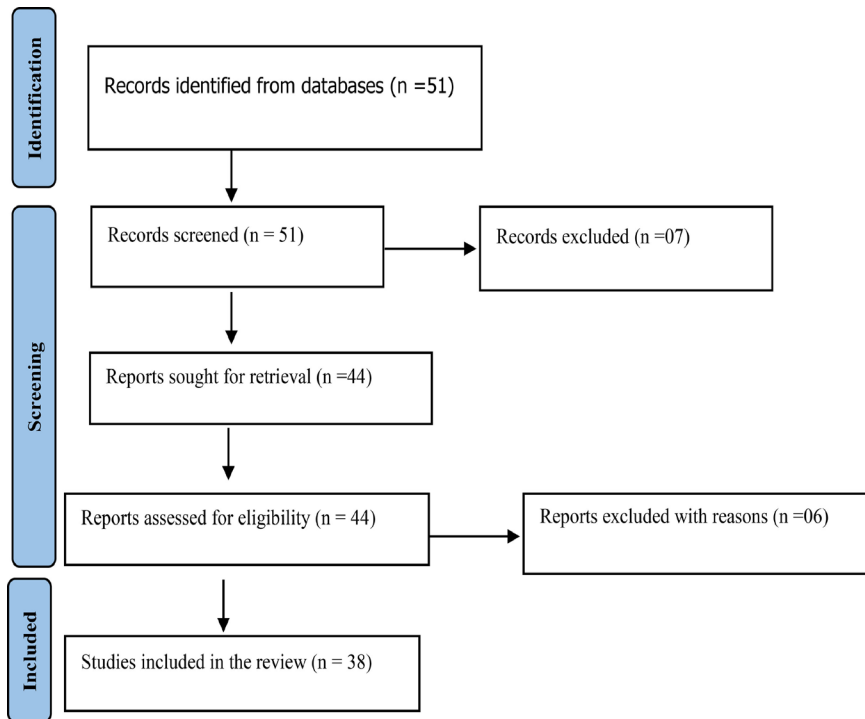 Identification
Records identified from databases (n =51)
Screening
Records screened (n = 51)
Records excluded (n =07)
Reports sought for retrieval (n =44)
Reports assessed for eligibility (n = 44)
Reports excluded with reasons (n =06)
Included
Studies included in the review (n = 38)